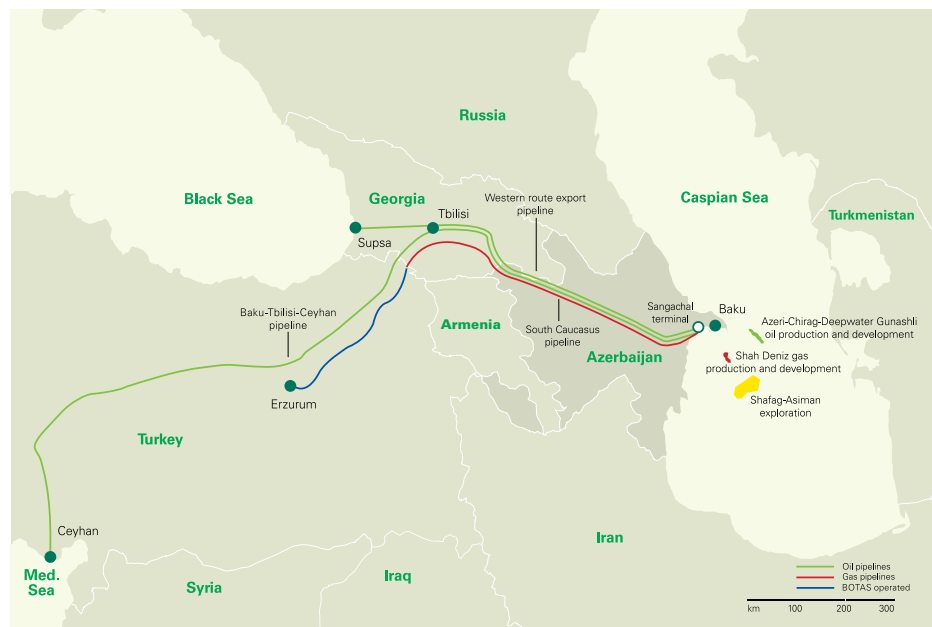 Russia
Black Sea
Georgia
Tbilisi
Supsa
Western route export
pipeline
Caspian Sea
Turkmenistan
Baku-Tbilisi-Ceyhan
pipeline
Armenia
South Caucasus
pipeline
Sangachal
terminal
Baku
Azerbaijan
Azeri-Chirag-Deepwater Gunashli
oil production and development
Shah Deniz gas
production and development
Shafag-Asiman
exploration
Erzurum
Turkey
Ceyhan
Med.
Sea
Syria
Iraq
Iran
Oil pipelines
Gas pipelines
BOTAS operated
km 100 200 300